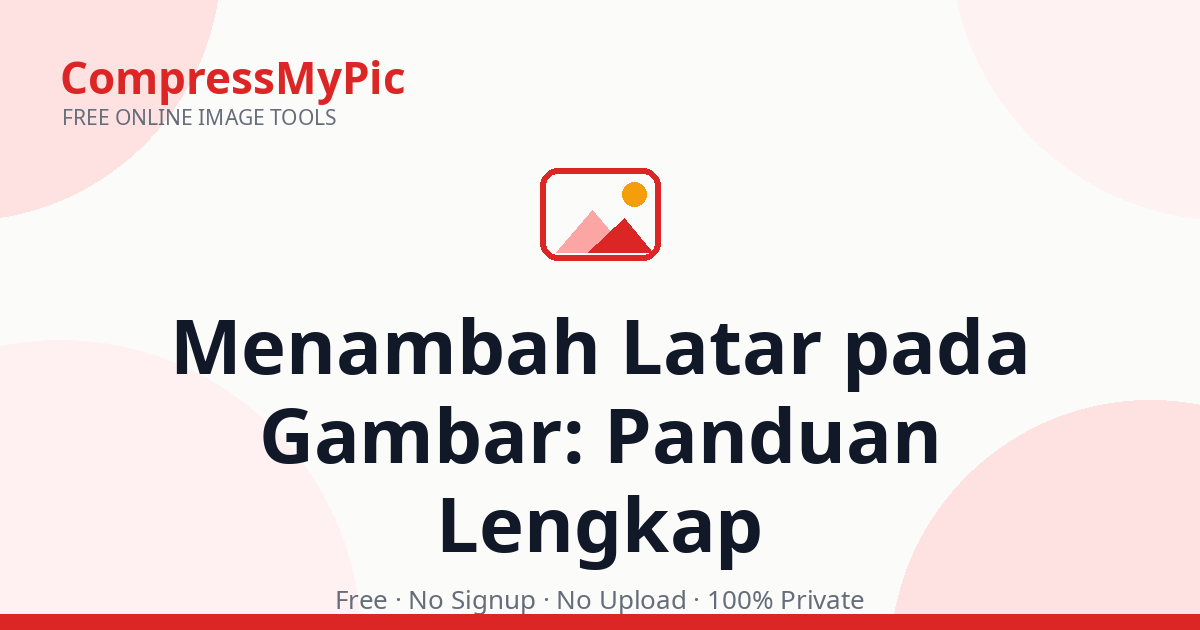 CompressMyPic
FREE ONLINE IMAGE TOOLS
Menambah Latar pada
Gambar: Panduan
Lengkap
Free · No Signup · No Upload · 100% Private